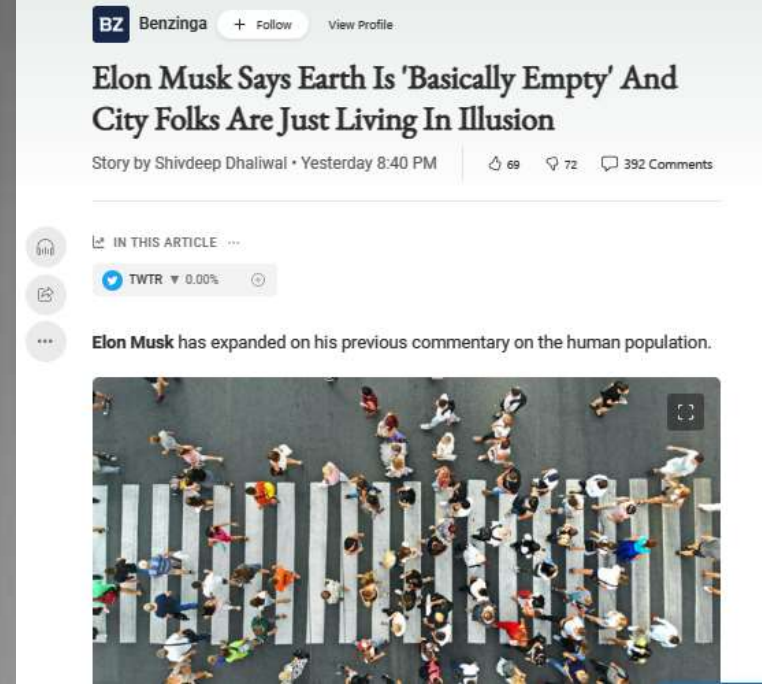 BZ Benzinga + Follow View Profile
Elon Musk Says Earth Is 'Basically Empty' And
City Folks Are Just Living In Illusion
Story by Shivdeep Dhaliwal • Yesterday 8:40 PM 69 72 392 Comments
IN THIS ARTICLE ...
TWTR ▼ 0.00%
Elon Musk has expanded on his previous commentary on the human population.